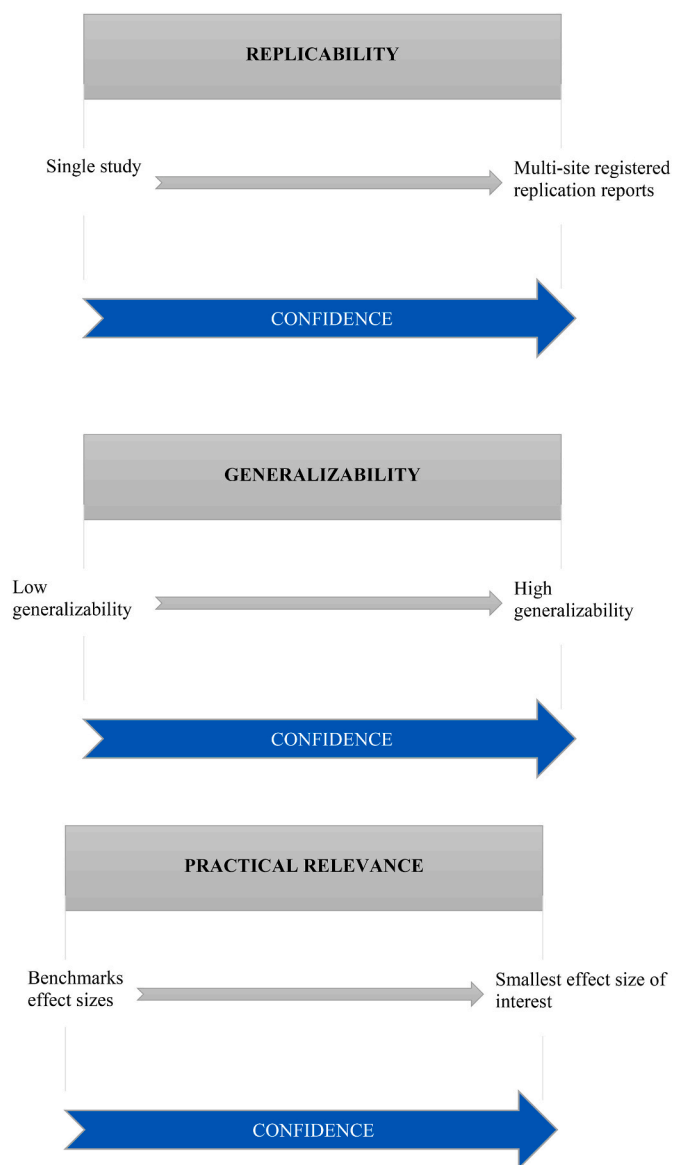 REPLICABILITY
Single study
Multi-site registered
replication reports
CONFIDENCE
GENERALIZABILITY
Low
generalizability
High
generalizability
CONFIDENCE
PRACTICAL RELEVANCE
Benchmarks
effect sizes
Smallest effect size of
interest
CONFIDENCE